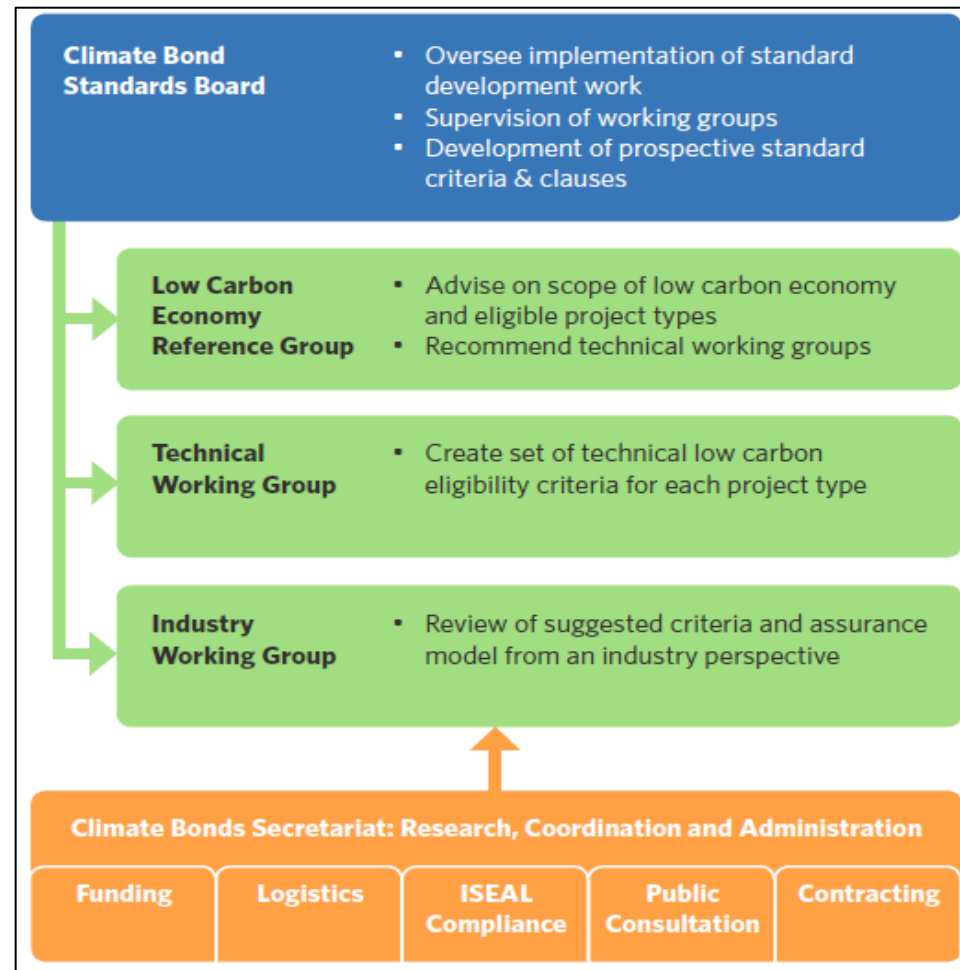 Climate Bond
Standards Board
▪ Oversee implementation of standard
development work
▪ Supervision of working groups
▪ Development of prospective standard
criteria & clauses
Low Carbon
Economy
Reference Group
▪ Advise on scope of low carbon economy
and eligible project types
▪ Recommend technical working groups
Technical
Working Group
▪ Create set of technical low carbon
eligibility criteria for each project type
Industry
Working Group
▪ Review of suggested criteria and assurance
model from an industry perspective
Climate Bonds Secretariat: Research, Coordination and Administration
Funding
Logistics
ISEAL
Compliance
Public
Consultation
Contracting